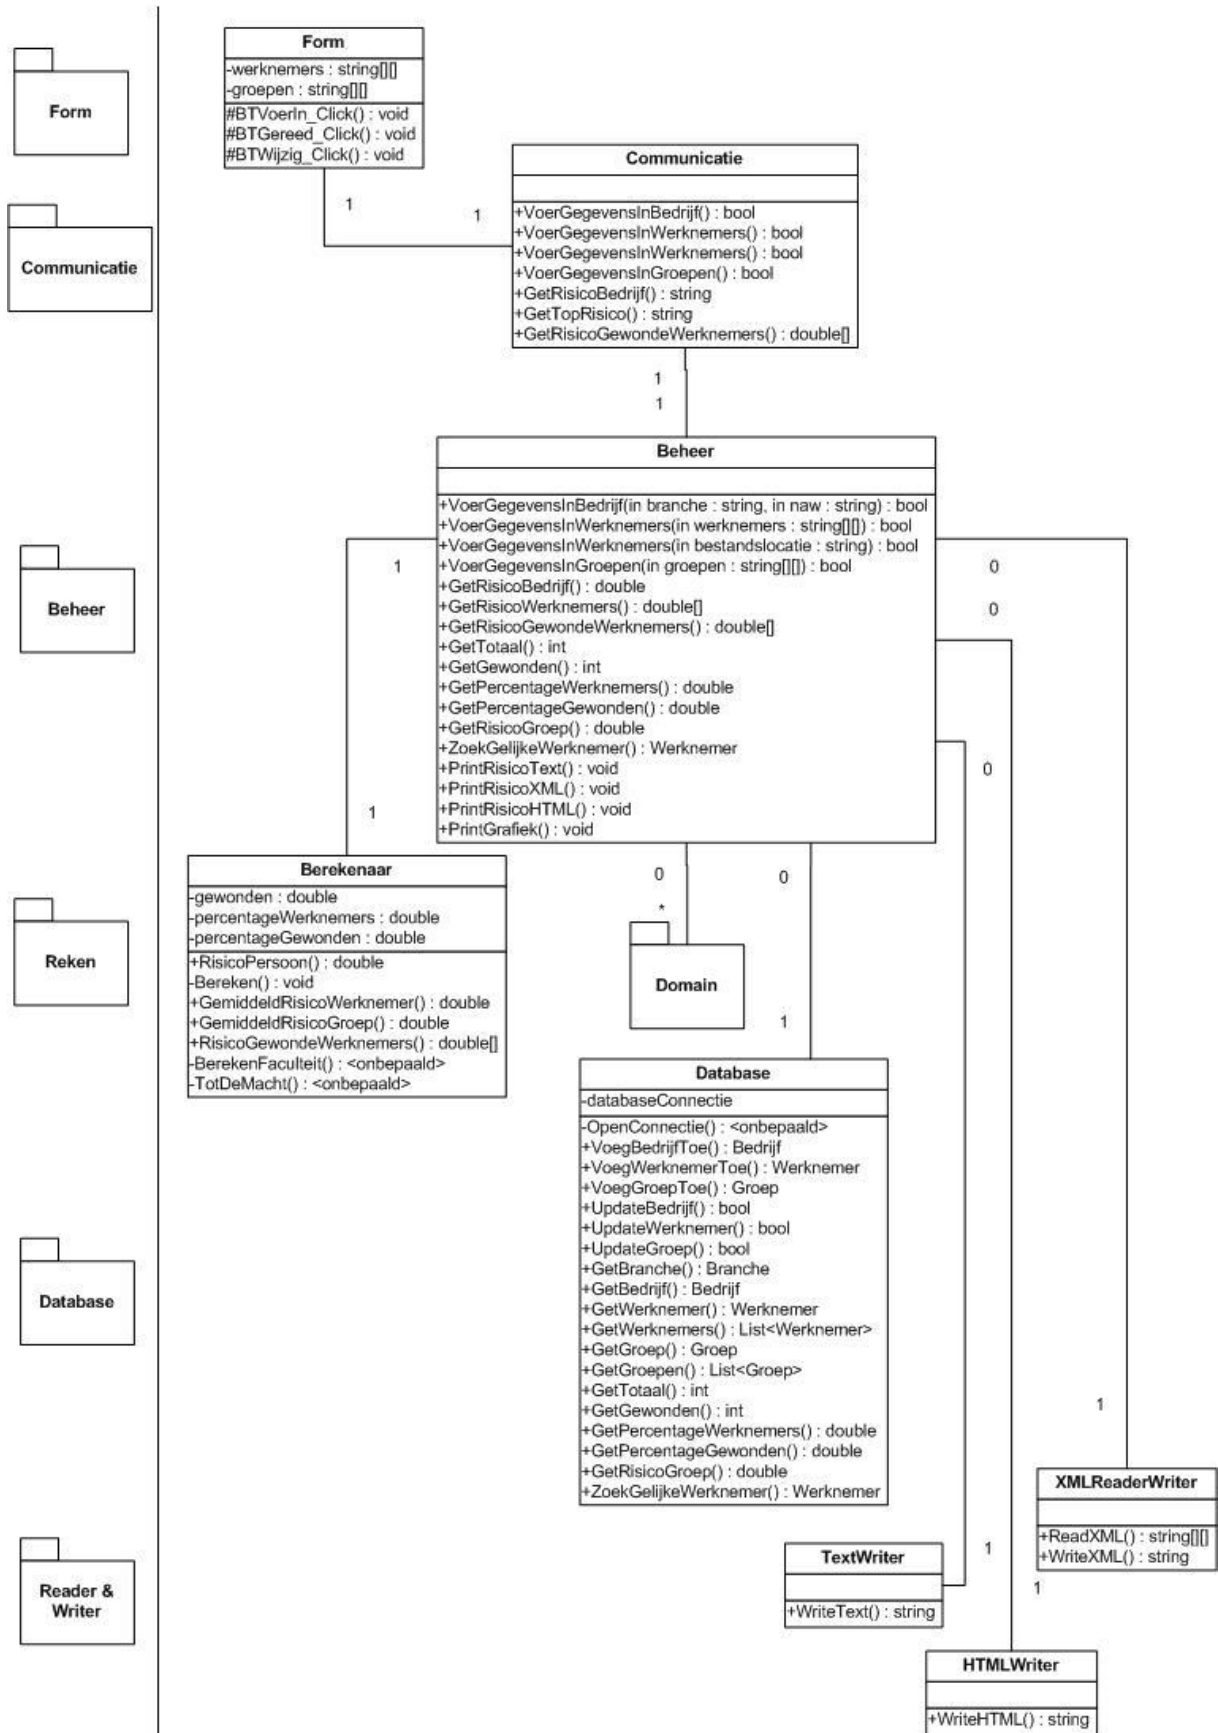 Form
Communicatie
Beheer
Reken
Database
Reader &
Writer
Form
-werknemers : string[][]
-groepen : string[][]
#BTVoerIn_Click() : void
#BTGereed_Click() : void
#BTWijzig_Click() : void
1
1
Communicatie
+VoerGegevensInBedrijf() : bool
+VoerGegevensInWerknemers() : bool
+VoerGegevensInWerknemers() : bool
+VoerGegevensInGroepen() : bool
+GetRisicoBedrijf() : string
+GetTopRisico() : string
+GetRisicoGewondeWerknemers() : double[]
1
1
Beheer
+VoerGegevensInBedrijf(in branche : string, in naw : string) : bool
+VoerGegevensInWerknemers(in werknemers : string[][]) : bool
+VoerGegevensInWerknemers(in bestandslocatie : string) : bool
+VoerGegevensInGroepen(in groepen : string[][]) : bool
+GetRisicoBedrijf() : double
+GetRisicoWerknemers() : double[]
+GetRisicoGewondeWerknemers() : double[]
+GetTotaal() : int
+GetGewonden() : int
+GetPercentageWerknemers() : double
+GetPercentageGewonden() : double
+GetRisicoGroep() : double
+ZoekGelijkeWerknemer() : Werknemer
+PrintRisicoText() : void
+PrintRisicoXML() : void
+PrintRisicoHTML() : void
+PrintGrafiek() : void
1
0
0
0
1
0
0
*
1
Berekenaar
-gewonden : double
-percentageWerknemers : double
-percentageGewonden : double
+RisicoPersoon() : double
-Bereken() : void
+GemiddeldRisicoWerknemer() : double
+GemiddeldRisicoGroep() : double
+RisicoGewondeWerknemers() : double[]
-BerekenFaculteit() : <onbepaald>
-TotDeMacht() : <onbepaald>
Domain
Database
-databaseConnectie
-OpenConnectie() : <onbepaald>
+VoegBedrijfToe() : Bedrijf
+VoegWerknemerToe() : Werknemer
+VoegGroepToe() : Groep
+UpdateBedrijf() : bool
+UpdateWerknemer() : bool
+UpdateGroep() : bool
+GetBranche() : Branche
+GetBedrijf() : Bedrijf
+GetWerknemer() : Werknemer
+GetWerknemers() : List<Werknemer>
+GetGroep() : Groep
+GetGroepen() : List<Groep>
+GetTotaal() : int
+GetGewonden() : int
+GetPercentageWerknemers() : double
+GetPercentageGewonden() : double
+GetRisicoGroep() : double
+ZoekGelijkeWerknemer() : Werknemer
1
XMLReaderWriter
+ReadXML() : string[][]
+WriteXML() : string
1
TextWriter
+WriteText() : string
1
HTMLWriter
+WriteHTML() : string